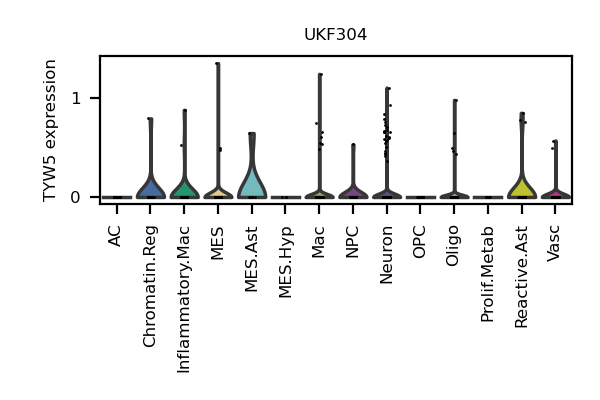 UKF304
TYW5 expression
1
0
AC
Chromatin.Reg
Inflammatory.Mac
MES
MES.Ast
MES.Hyp
Mac
NPC
Neuron
OPC
Oligo
Prolif.Metab
Reactive.Ast
Vasc